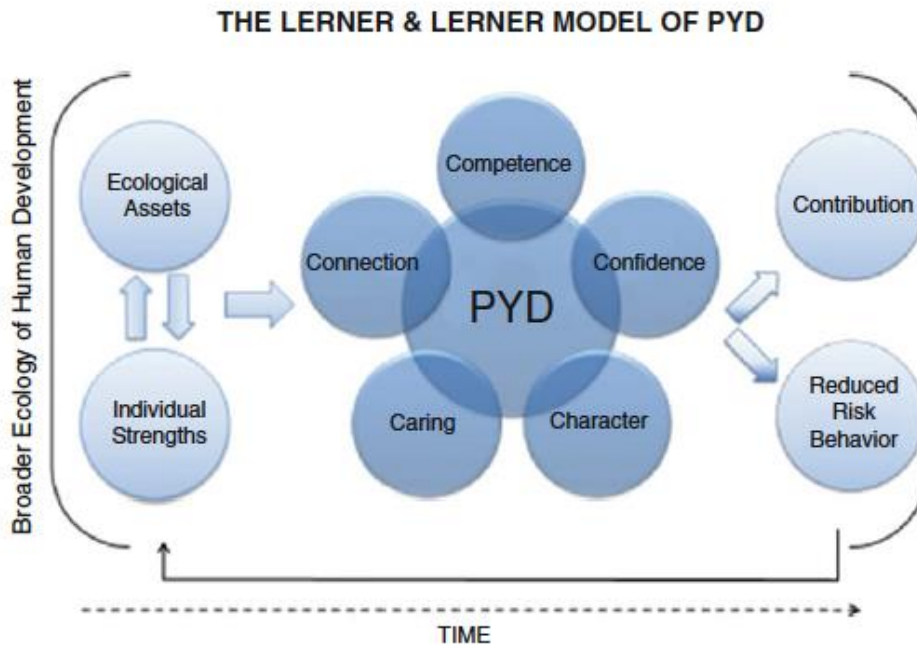 THE LERNER & LERNER MODEL OF PYD
Broader Ecology of Human Development
Ecological
Assets
Individual
Strengths
Competence
Connection
Confidence
PYD
Caring
Character
Contribution
Reduced
Risk
Behavior
TIME